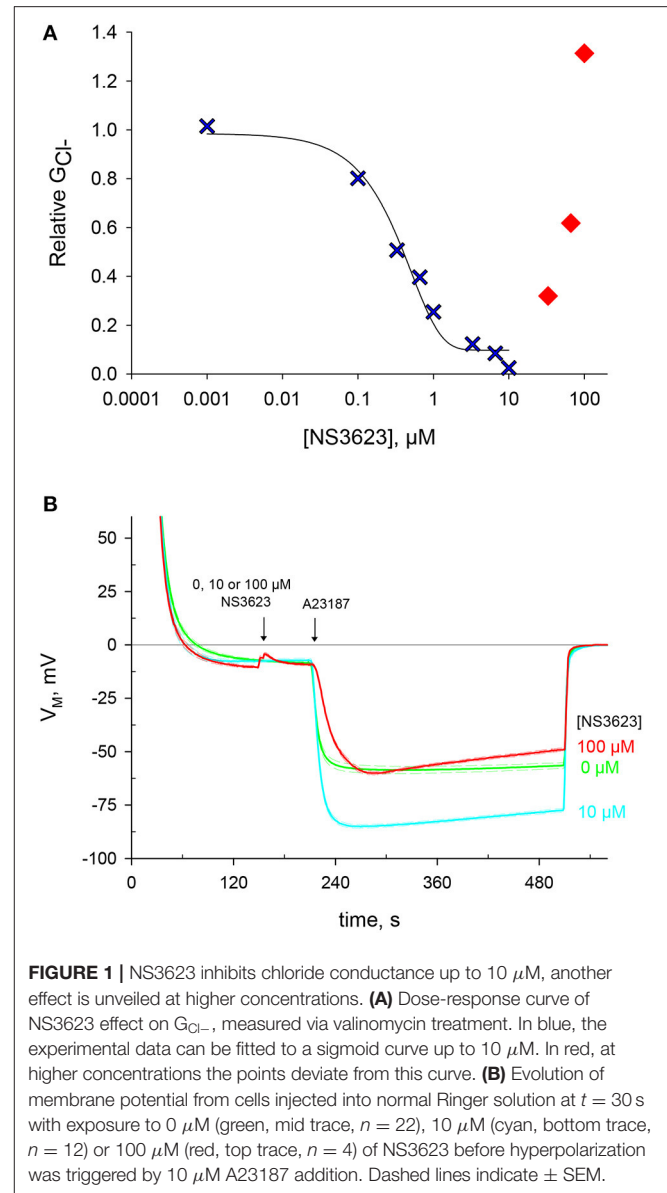 A
1.4
1.2
1.0
0.8
0.6
0.4
0.2
0.0
Relative GCl-
0.0001 0.001 0.01 0.1 1 10 100
[NS3623], µM
B
50
25
0
-25
-50
-75
-100
VM, mV
0, 10 or 100 µM
NS3623
A23187
[NS3623]
100 µM
0 µM
10 µM
0 120 240 360 480
time, s
FIGURE 1 | NS3623 inhibits chloride conductance up to 10 µM, another
effect is unveiled at higher concentrations. (A) Dose-response curve of
NS3623 effect on GCl−, measured via valinomycin treatment. In blue, the
experimental data can be fitted to a sigmoid curve up to 10 µM. In red, at
higher concentrations the points deviate from this curve. (B) Evolution of
membrane potential from cells injected into normal Ringer solution at t = 30 s
with exposure to 0 µM (green, mid trace, n = 22), 10 µM (cyan, bottom trace,
n = 12) or 100 µM (red, top trace, n = 4) of NS3623 before hyperpolarization
was triggered by 10 µM A23187 addition. Dashed lines indicate ± SEM.